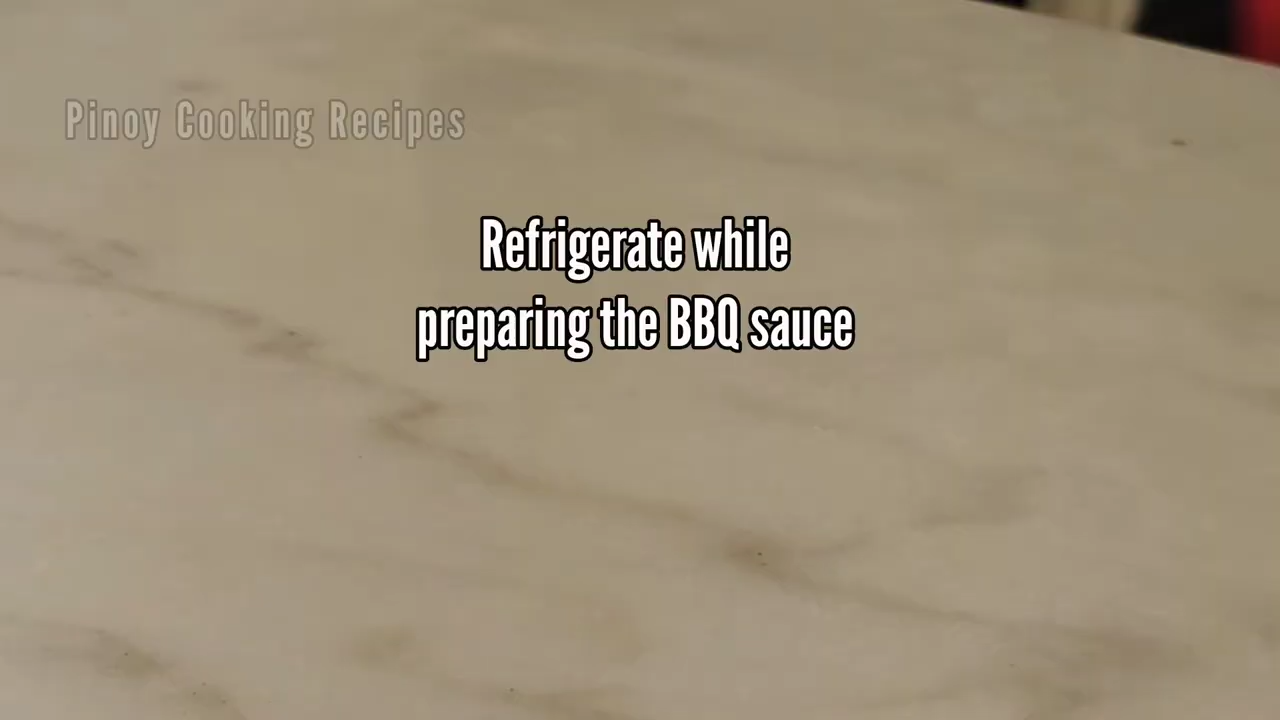 Pinoy Cooking Recipes
Refrigerate while
preparing the BBQ sauce